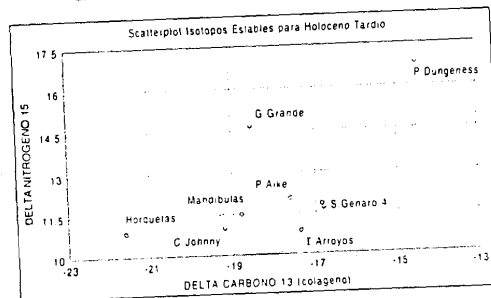 Scatterplot Isotopos Estables para Holoceno Tardio
17.5
16
14.5
13
11.5
10
DELTA NITROGENO 15
P Dungeness
G Grande
P Aike
Mandibulas
S.Genaro 4
Horquetas
C Johnny
T Arroyos
-23
-21
-19
-17
-15
-13
DELTA CARBONO 13 (colageno)